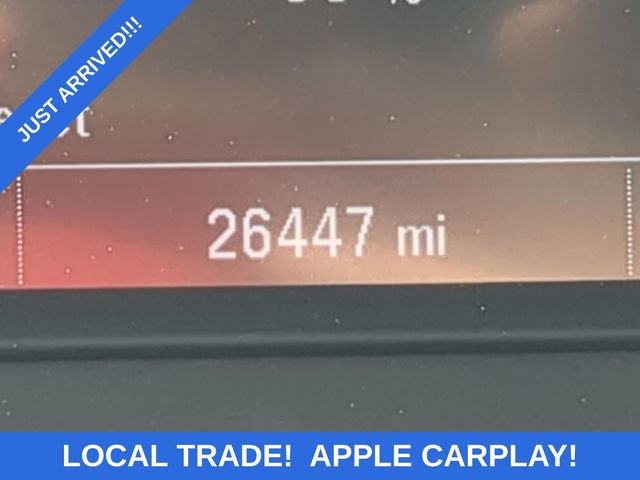 JUST ARRIVED!!!
26447 mi
LOCAL TRADE! APPLE CARPLAY!